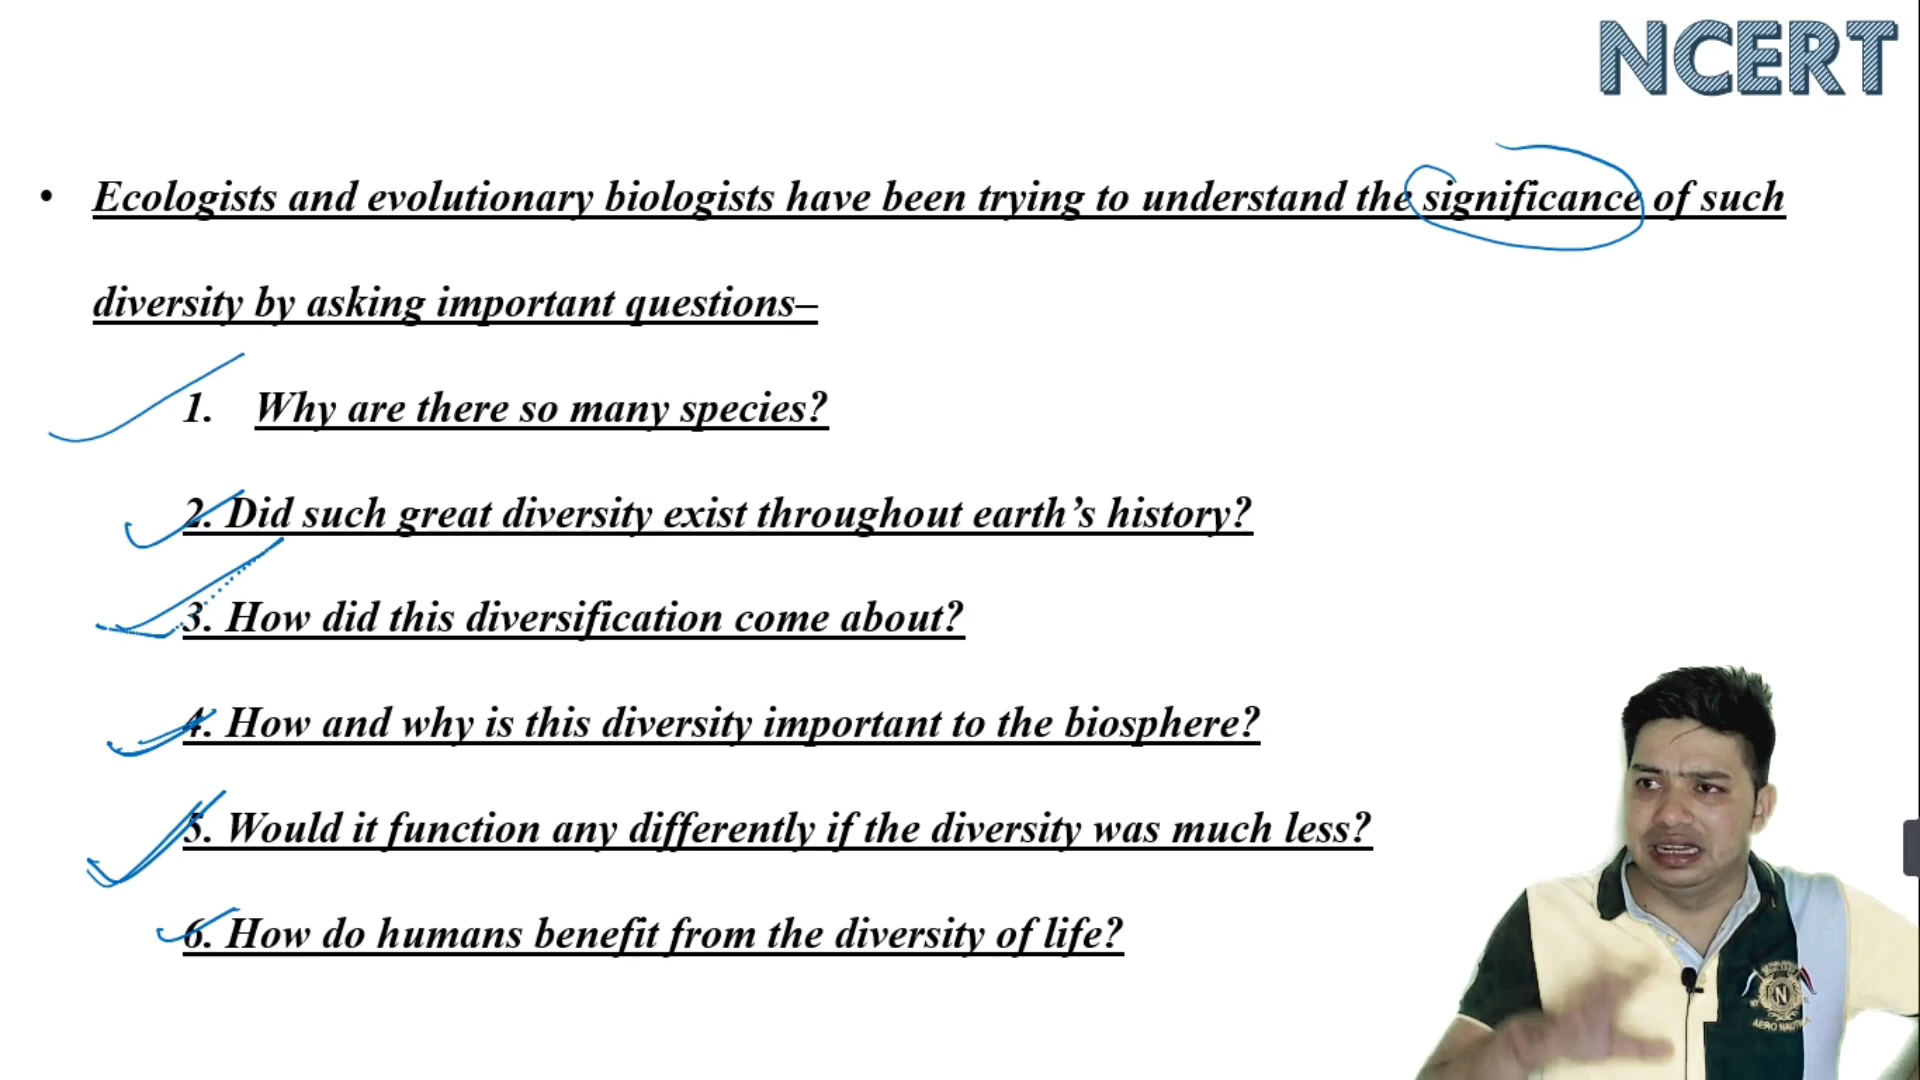 NCERT
• Ecologists and evolutionary biologists have been trying to understand the significance of such
diversity by asking important questions–
1. Why are there so many species?
2. Did such great diversity exist throughout earth’s history?
3. How did this diversification come about?
4. How and why is this diversity important to the biosphere?
5. Would it function any differently if the diversity was much less?
6. How do humans benefit from the diversity of life?
N
AERO NAUTICA